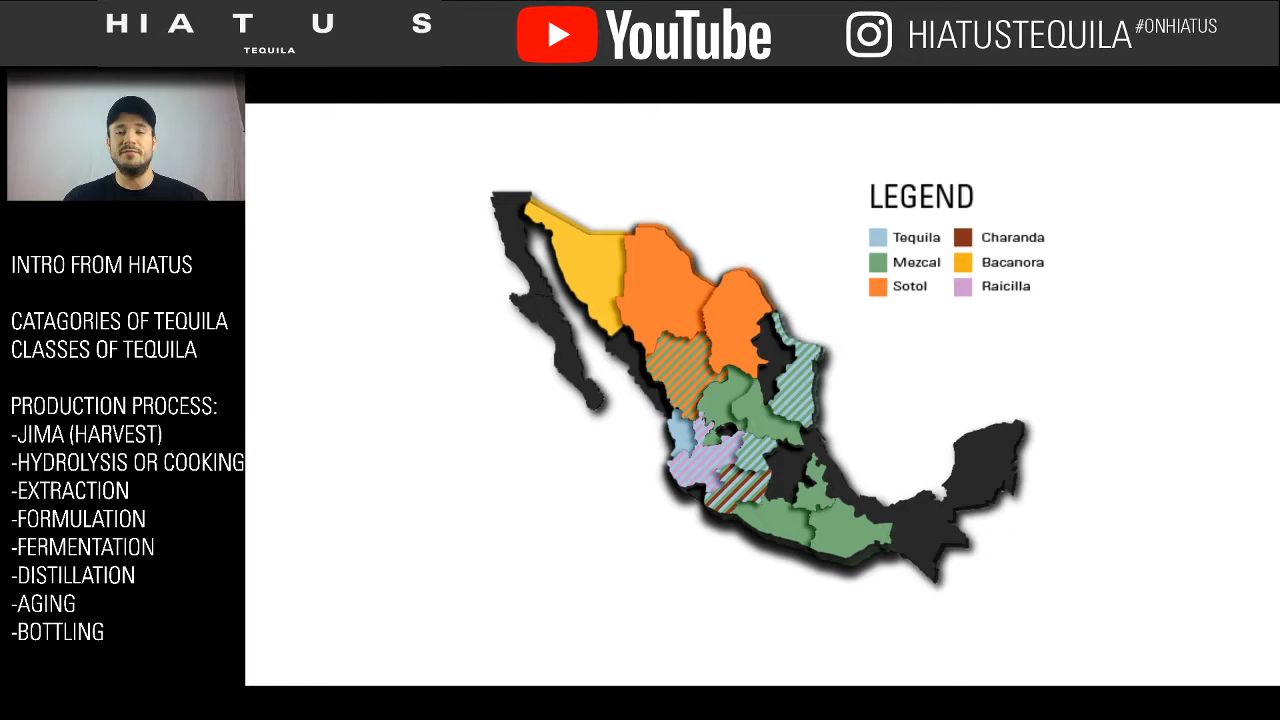 HIATUS
TEQUILA
YouTube
HIATUSTEQUILA #ONHIATUS
INTRO FROM HIATUS
CATAGORIES OF TEQUILA
CLASSES OF TEQUILA
PRODUCTION PROCESS:
-JIMA (HARVEST)
-HYDROLYSIS OR COOKING
-EXTRACTION
-FORMULATION
-FERMENTATION
-DISTILLATION
-AGING
-BOTTLING
LEGEND
Tequila Charanda
Mezcal Bacanora
Sotol Raicilla